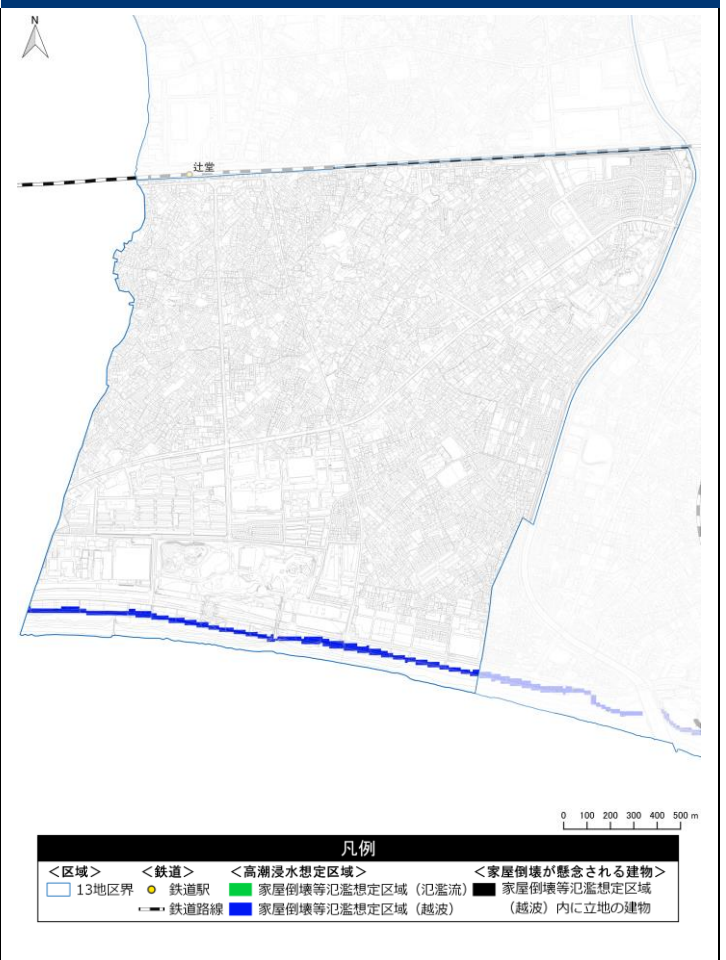 N
辻堂
0 100 200 300 400 500 m
凡例
＜区域＞ ＜鉄道＞ ＜高潮浸水想定区域＞ ＜家屋倒壊が懸念される建物＞
13地区界 鉄道駅 家屋倒壊等氾濫想定区域（氾濫流） 家屋倒壊等氾濫想定区域
鉄道路線 家屋倒壊等氾濫想定区域（越波） （越波）内に立地の建物